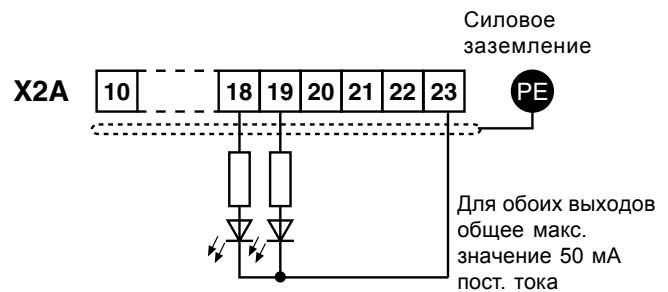 Силовое
заземление
X2A 10 18 19 20 21 22 23 PE
Для обоих выходов
общее макс.
значение 50 мА
пост. тока